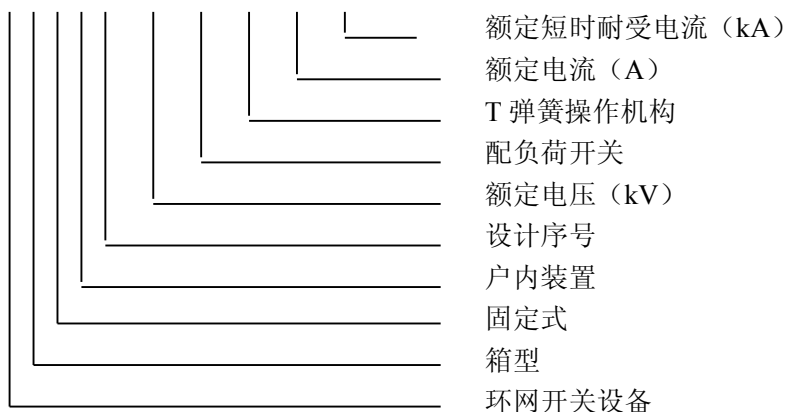 额定短时耐受电流（kA）
额定电流（A）
T 弹簧操作机构
配负荷开关
额定电压（kV）
设计序号
户内装置
固定式
箱型
环网开关设备